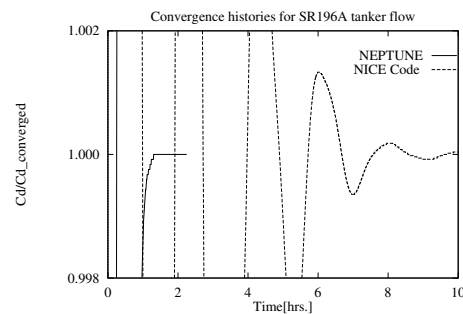 Convergence histories for SR196A tanker flow
1.002
NEPTUNE
NICE Code
Cd/Cd_converged
1.000
0.998
0 2 4 6 8 10
Time[hrs.]